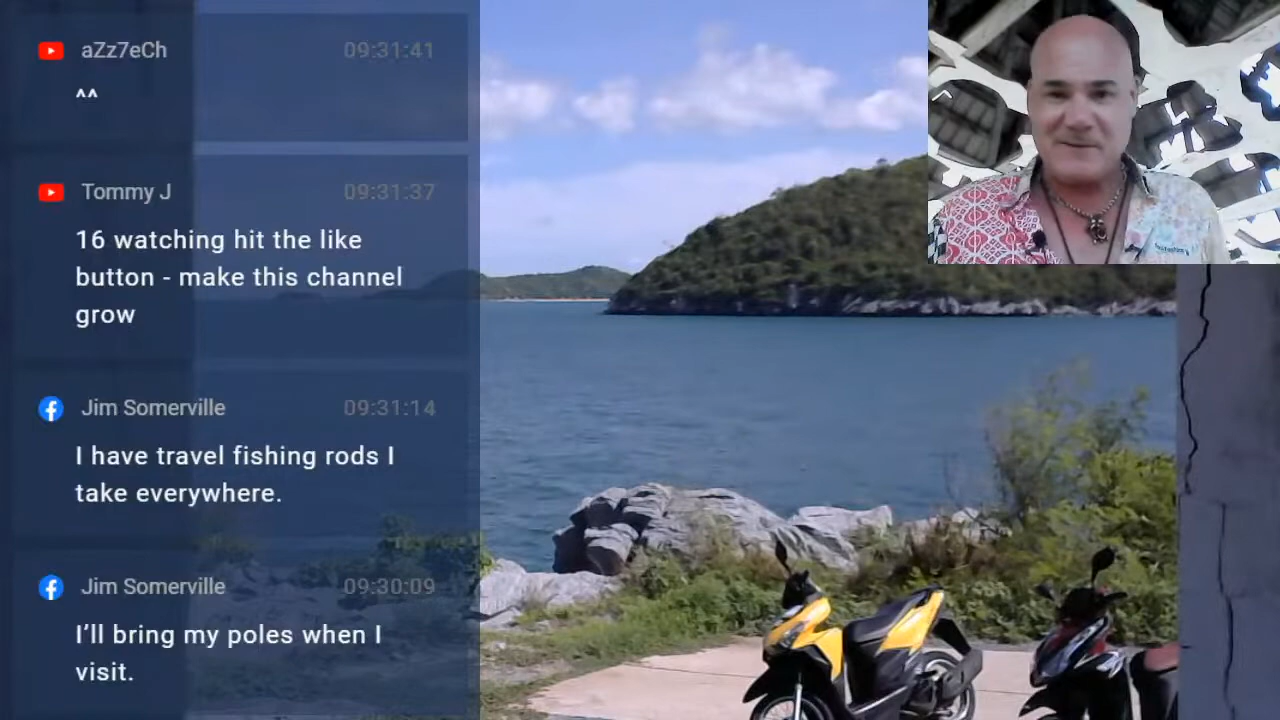 aZz7eCh 09:31:41
^^
Tommy J 09:31:37
16 watching hit the like
button - make this channel
grow
Jim Somerville 09:31:14
I have travel fishing rods I
take everywhere.
Jim Somerville 09:30:09
I'll bring my poles when I
visit.